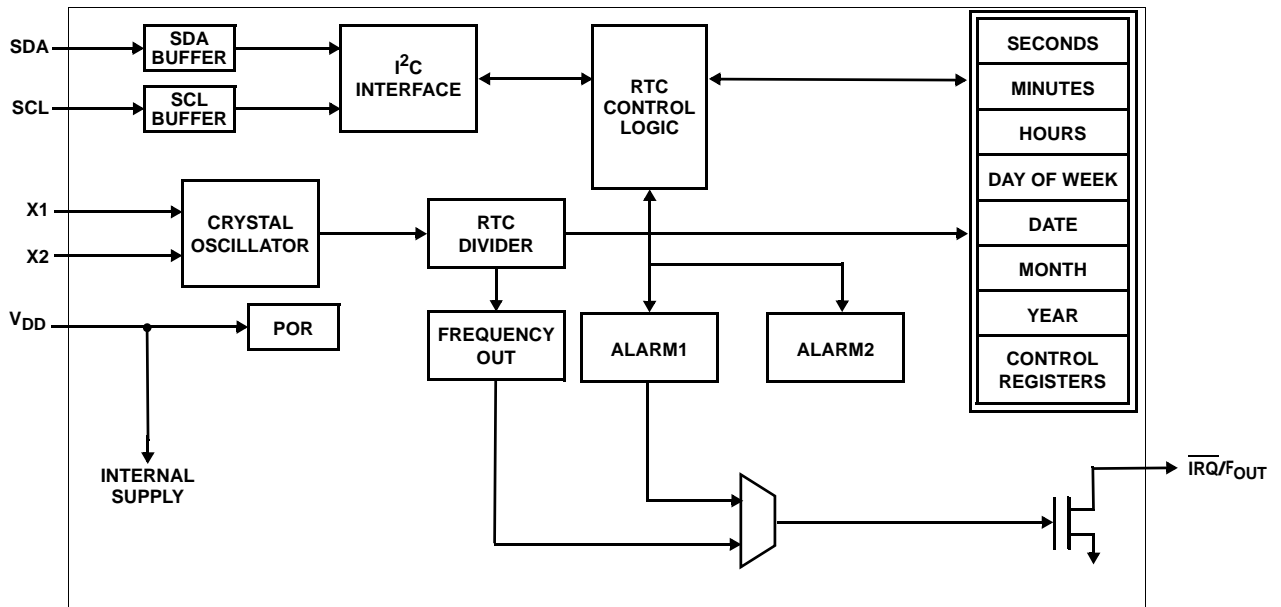 SDA
SDA
BUFFER
SCL
SCL
BUFFER
I2C
INTERFACE
RTC
CONTROL
LOGIC
SECONDS
MINUTES
HOURS
DAY OF WEEK
DATE
MONTH
YEAR
CONTROL
REGISTERS
X1
X2
CRYSTAL
OSCILLATOR
RTC
DIVIDER
VDD
POR
FREQUENCY
OUT
ALARM1
ALARM2
INTERNAL
SUPPLY
IRQ/FOUT